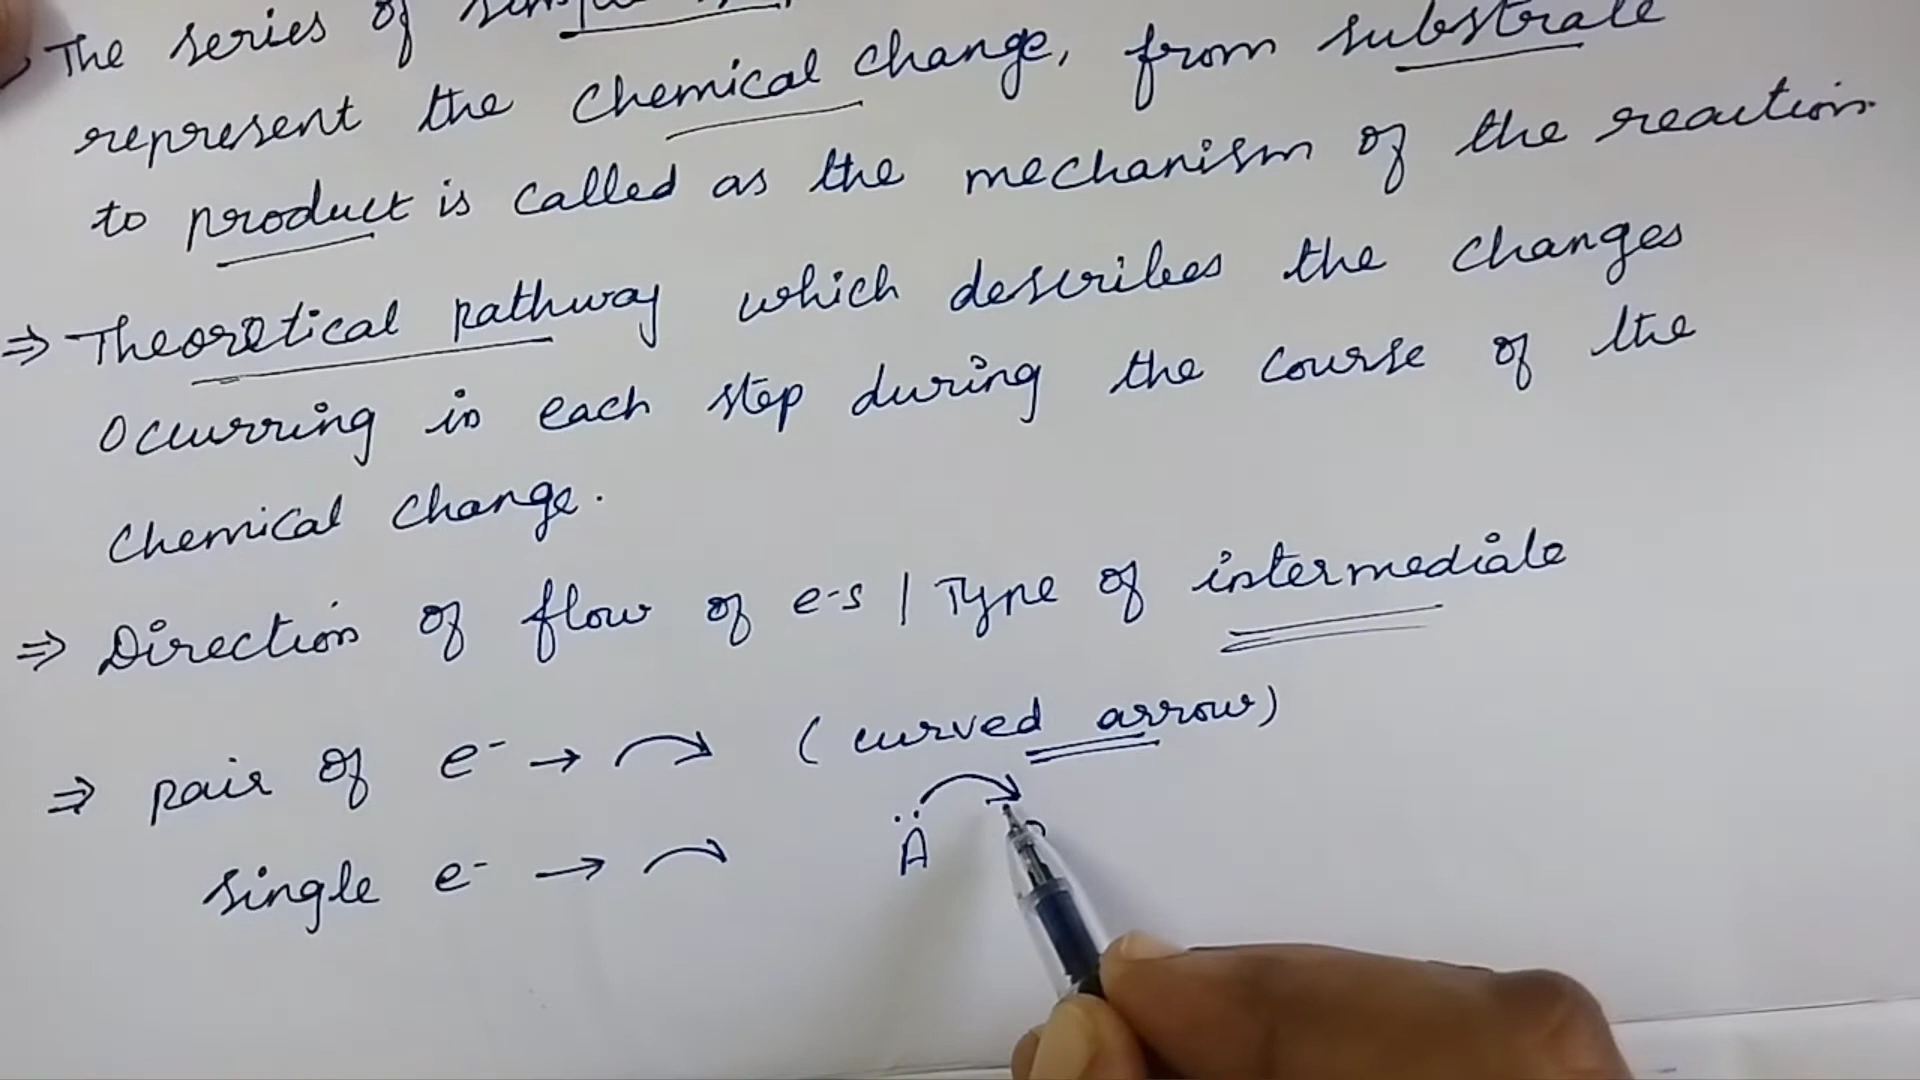 The series of
represent the chemical change, from substrate
to product is called as the mechanism of the reaction
⇒ Theoretical pathway which describes the changes
Occurring in each step during the course of the
chemical change.
⇒ Direction of flow of e-s | Type of intermediate
⇒ pair of e⁻ → (curved arrow)
Ä
single e⁻ →